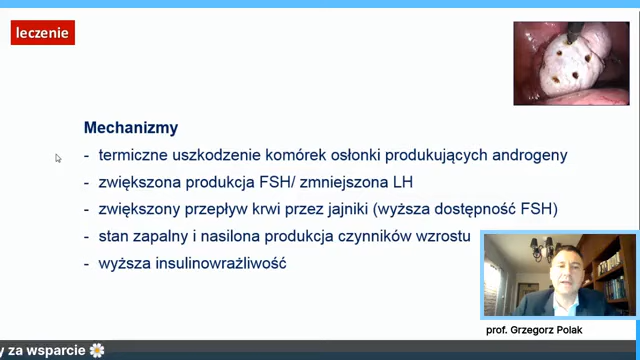 leczenie
Mechanizmy
- termiczne uszkodzenie komórek osłonki produkujących androgeny
- zwiększona produkcja FSH/ zmniejszona LH
- zwiększony przepływ krwi przez jajniki (wyższa dostępność FSH)
- stan zapalny i nasilona produkcja czynników wzrostu
- wyższa insulinowrażliwość
prof. Grzegorz Polak
y za wsparcie 🌼